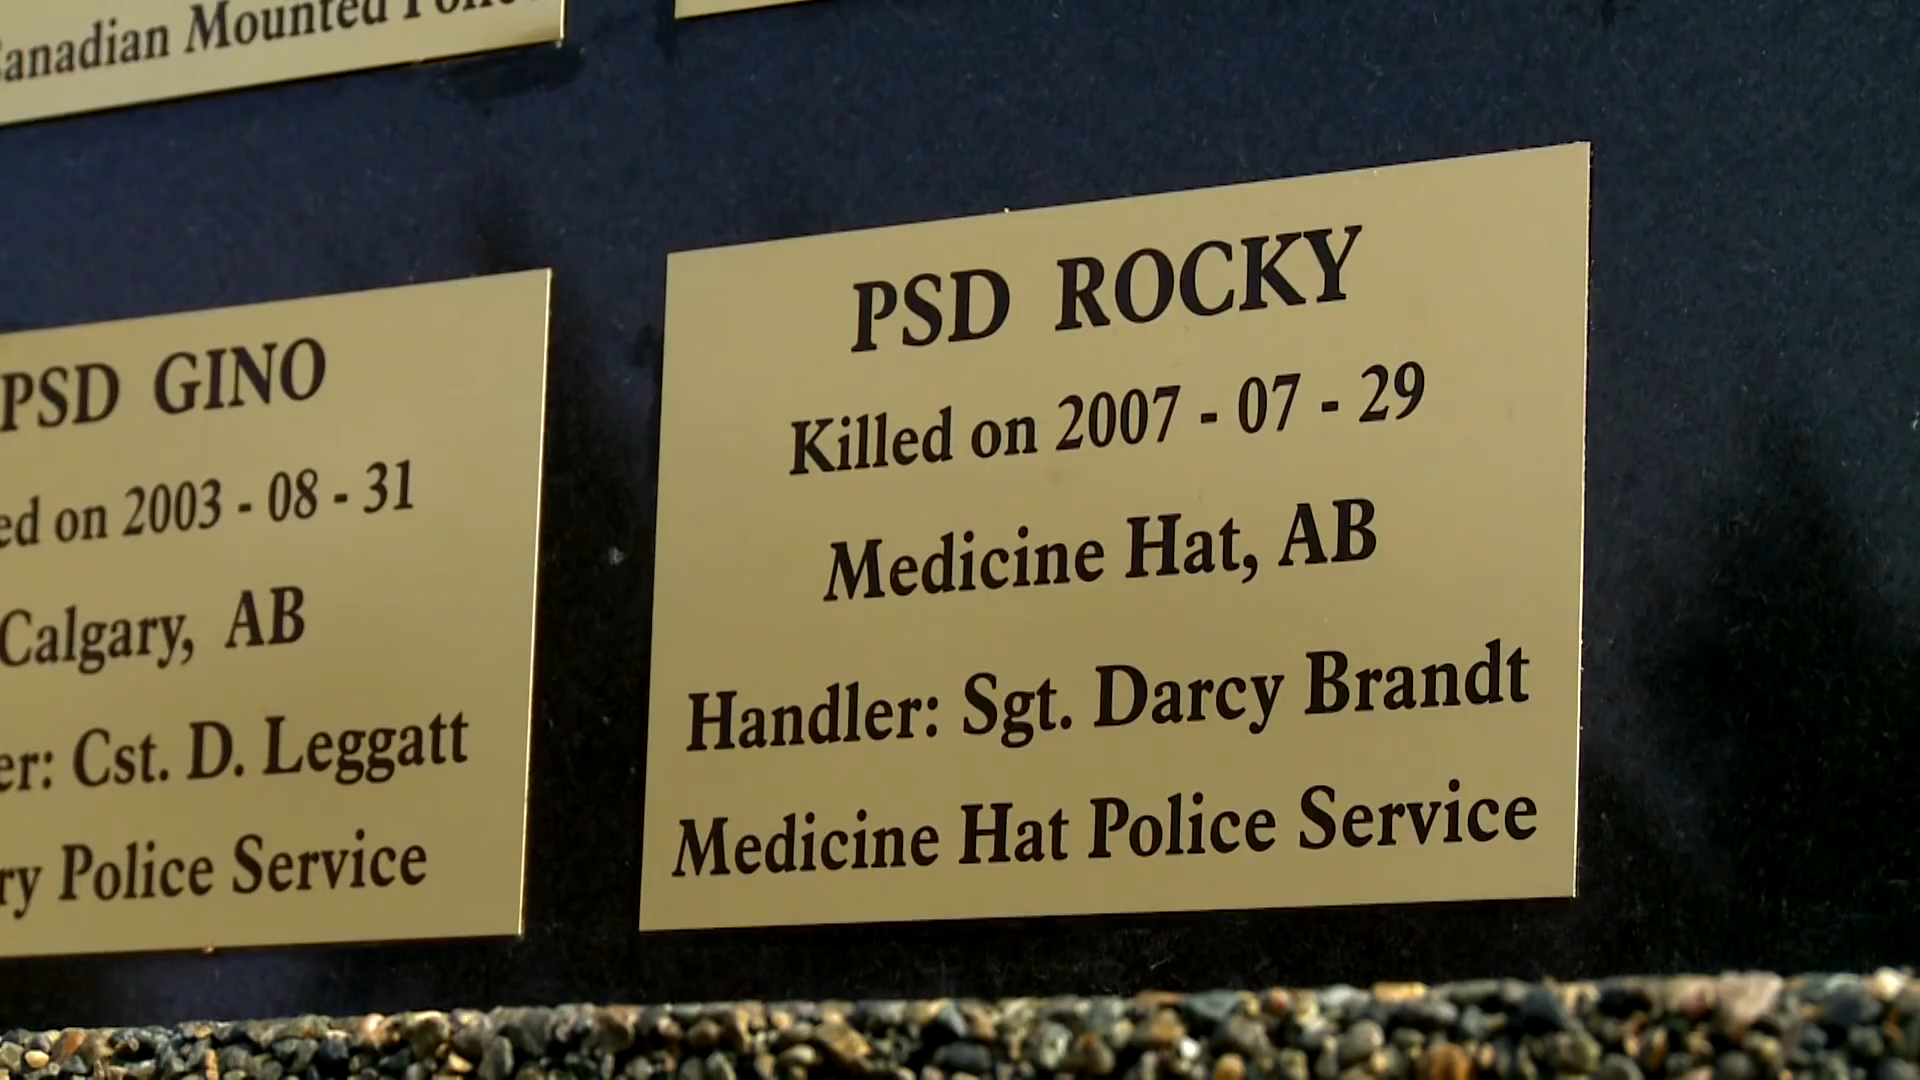 Canadian Mounted Police
PSD GINO
ed on 2003 - 08 - 31
Calgary, AB
er: Cst. D. Leggatt
ry Police Service
PSD ROCKY
Killed on 2007 - 07 - 29
Medicine Hat, AB
Handler: Sgt. Darcy Brandt
Medicine Hat Police Service